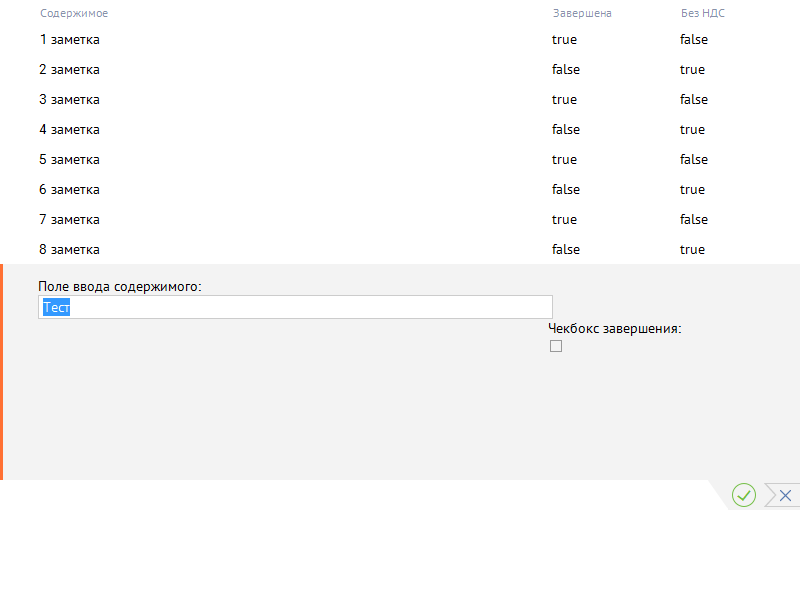 Содержимое Завершена Без НДС
1 заметка true false
2 заметка false true
3 заметка true false
4 заметка false true
5 заметка true false
6 заметка false true
7 заметка true false
8 заметка false true
Поле ввода содержимого:
Тест
Чекбокс завершения: